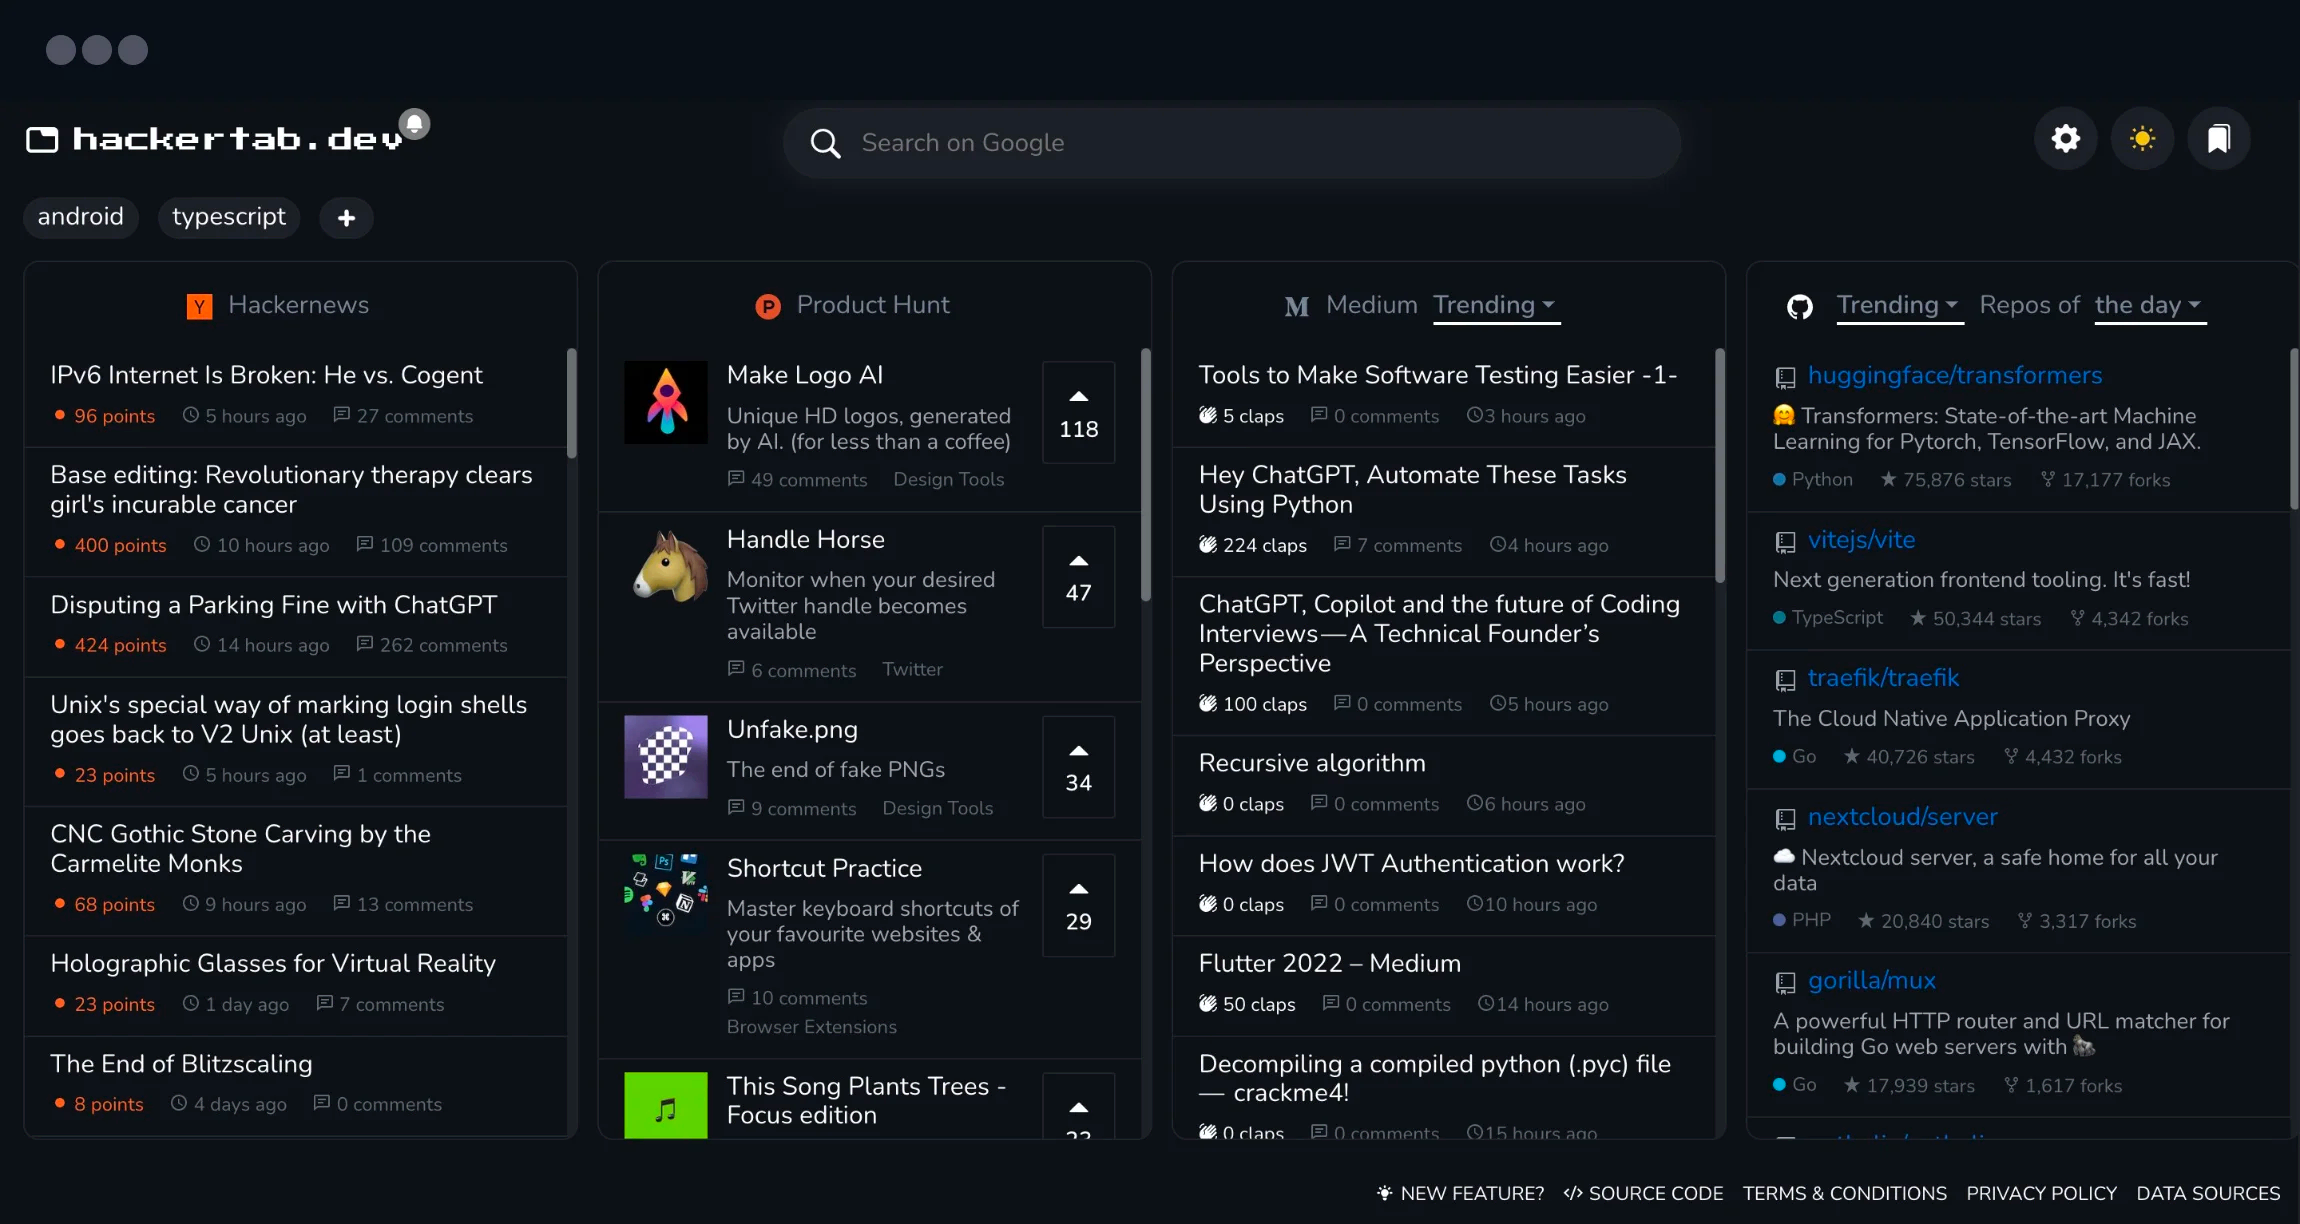 hackertab.dev
Search on Google
android
typescript
+
Y Hackernews
IPv6 Internet Is Broken: He vs. Cogent
96 points 5 hours ago 27 comments
Base editing: Revolutionary therapy clears
girl's incurable cancer
400 points 10 hours ago 109 comments
Disputing a Parking Fine with ChatGPT
424 points 14 hours ago 262 comments
Unix's special way of marking login shells
goes back to V2 Unix (at least)
23 points 5 hours ago 1 comments
CNC Gothic Stone Carving by the
Carmelite Monks
68 points 9 hours ago 13 comments
Holographic Glasses for Virtual Reality
23 points 1 day ago 7 comments
The End of Blitzscaling
8 points 4 days ago 0 comments
P Product Hunt
Make Logo AI
Unique HD logos, generated
by AI. (for less than a coffee)
49 comments Design Tools
118
Handle Horse
Monitor when your desired
Twitter handle becomes
available
6 comments Twitter
47
Unfake.png
The end of fake PNGs
9 comments Design Tools
34
Ps
Shortcut Practice
Master keyboard shortcuts of
your favourite websites &
apps
10 comments
Browser Extensions
29
This Song Plants Trees -
Focus edition
M Medium Trending
Tools to Make Software Testing Easier -1-
5 claps 0 comments 3 hours ago
Hey ChatGPT, Automate These Tasks
Using Python
224 claps 7 comments 4 hours ago
ChatGPT, Copilot and the future of Coding
Interviews — A Technical Founder’s
Perspective
100 claps 0 comments 5 hours ago
Recursive algorithm
0 claps 0 comments 6 hours ago
How does JWT Authentication work?
0 claps 0 comments 10 hours ago
Flutter 2022 – Medium
50 claps 0 comments 14 hours ago
Decompiling a compiled python (.pyc) file
— crackme4!
0 claps 0 comments 15 hours ago
Trending Repos of the day
huggingface/transformers
🤗 Transformers: State-of-the-art Machine
Learning for Pytorch, TensorFlow, and JAX.
Python 75,876 stars 17,177 forks
vitejs/vite
Next generation frontend tooling. It's fast!
TypeScript 50,344 stars 4,342 forks
traefik/traefik
The Cloud Native Application Proxy
Go 40,726 stars 4,432 forks
nextcloud/server
☁️ Nextcloud server, a safe home for all your
data
PHP 20,840 stars 3,317 forks
gorilla/mux
A powerful HTTP router and URL matcher for
building Go web servers with 🦍
Go 17,939 stars 1,617 forks
NEW FEATURE? </> SOURCE CODE TERMS & CONDITIONS PRIVACY POLICY DATA SOURCES